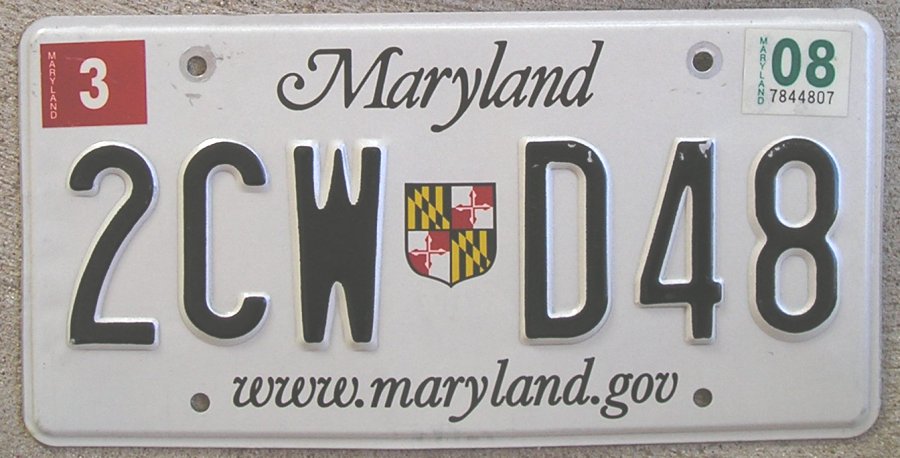 MARYLAND 3
Maryland
MARYLAND 08
7844807
2CW D48
www.maryland.gov